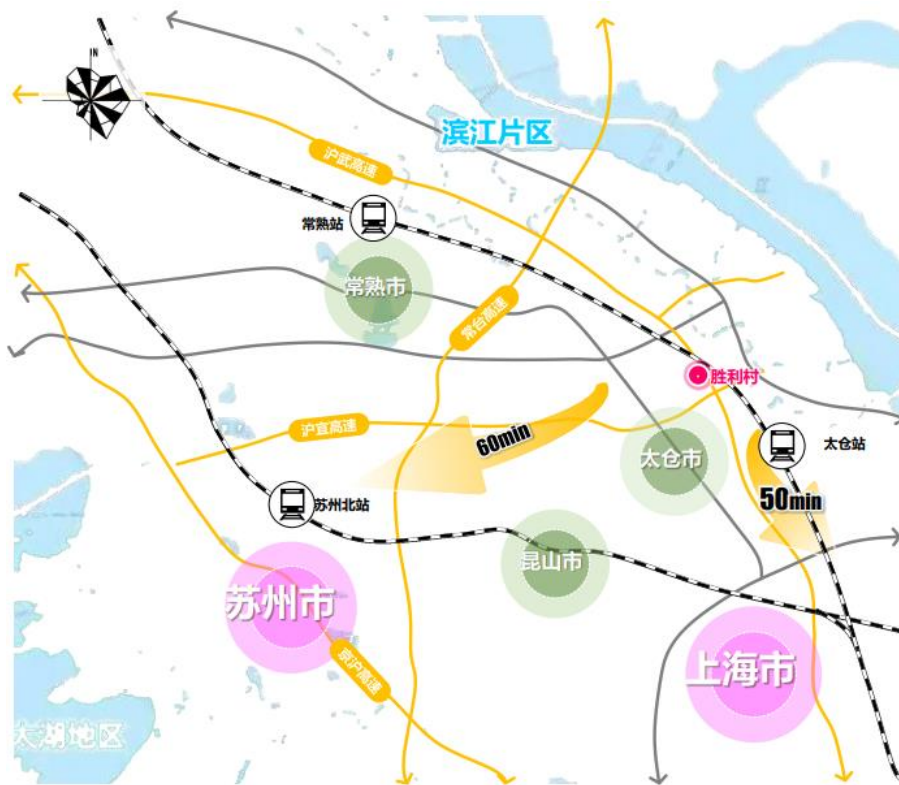 N
滨江片区
沪武高速
常熟站
常熟市
常台高速
胜利村
沪宜高速
60min
太仓市
太仓站
50min
苏州北站
昆山市
苏州市
京沪高速
上海市
太湖地区